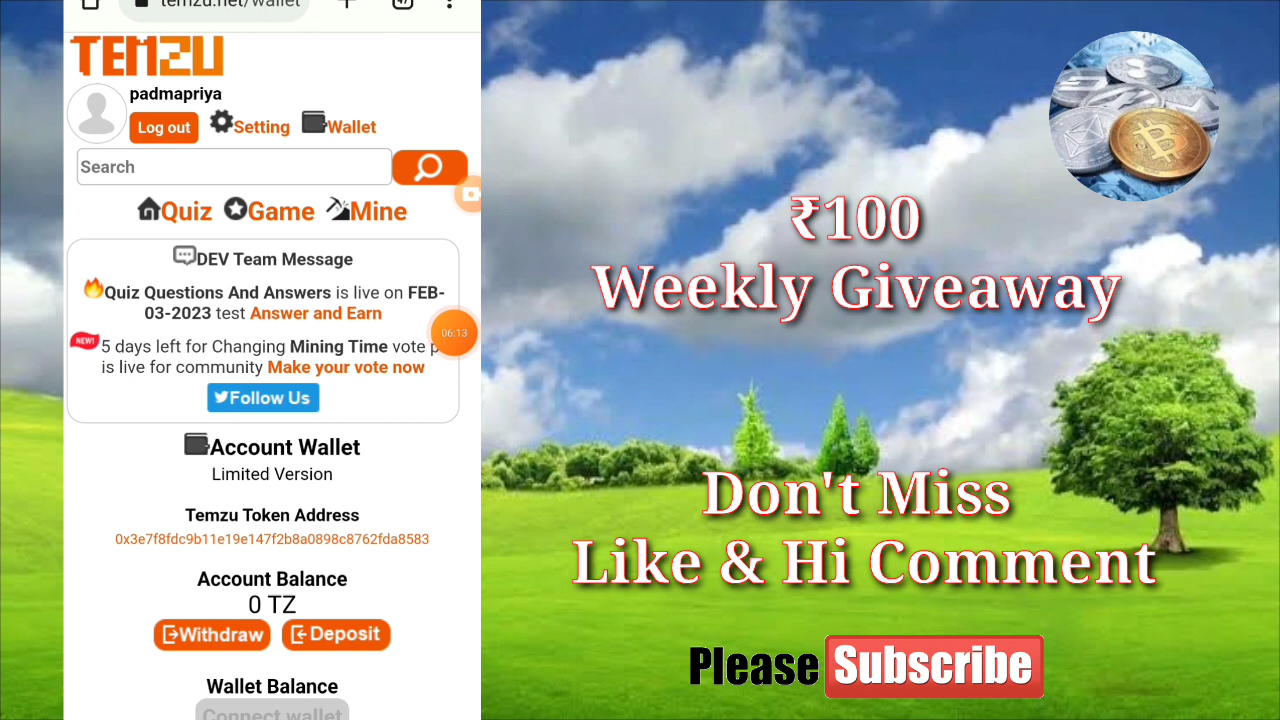 temzu.net/wallet
TEMZU
padmapriya
Log out Setting Wallet
Search
Quiz Game Mine
DEV Team Message
Quiz Questions And Answers is live on FEB-
03-2023 test Answer and Earn
NEW! 5 days left for Changing Mining Time vote p
is live for community Make your vote now
06:13
Follow Us
Account Wallet
Limited Version
Temzu Token Address
0x3e7f8fdc9b11e19e147f2b8a0898c8762fda8583
Account Balance
0 TZ
Withdraw Deposit
Wallet Balance
Connect wallet
₹100
Weekly Giveaway
Don't Miss
Like & Hi Comment
Please Subscribe